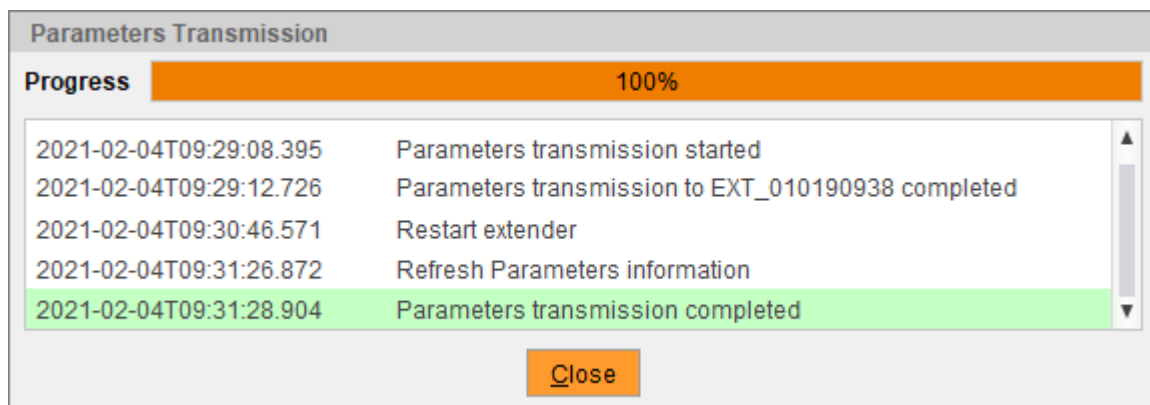 Parameters Transmission
Progress 100%
2021-02-04T09:29:08.395 Parameters transmission started
2021-02-04T09:29:12.726 Parameters transmission to EXT_010190938 completed
2021-02-04T09:30:46.571 Restart extender
2021-02-04T09:31:26.872 Refresh Parameters information
2021-02-04T09:31:28.904 Parameters transmission completed
Close